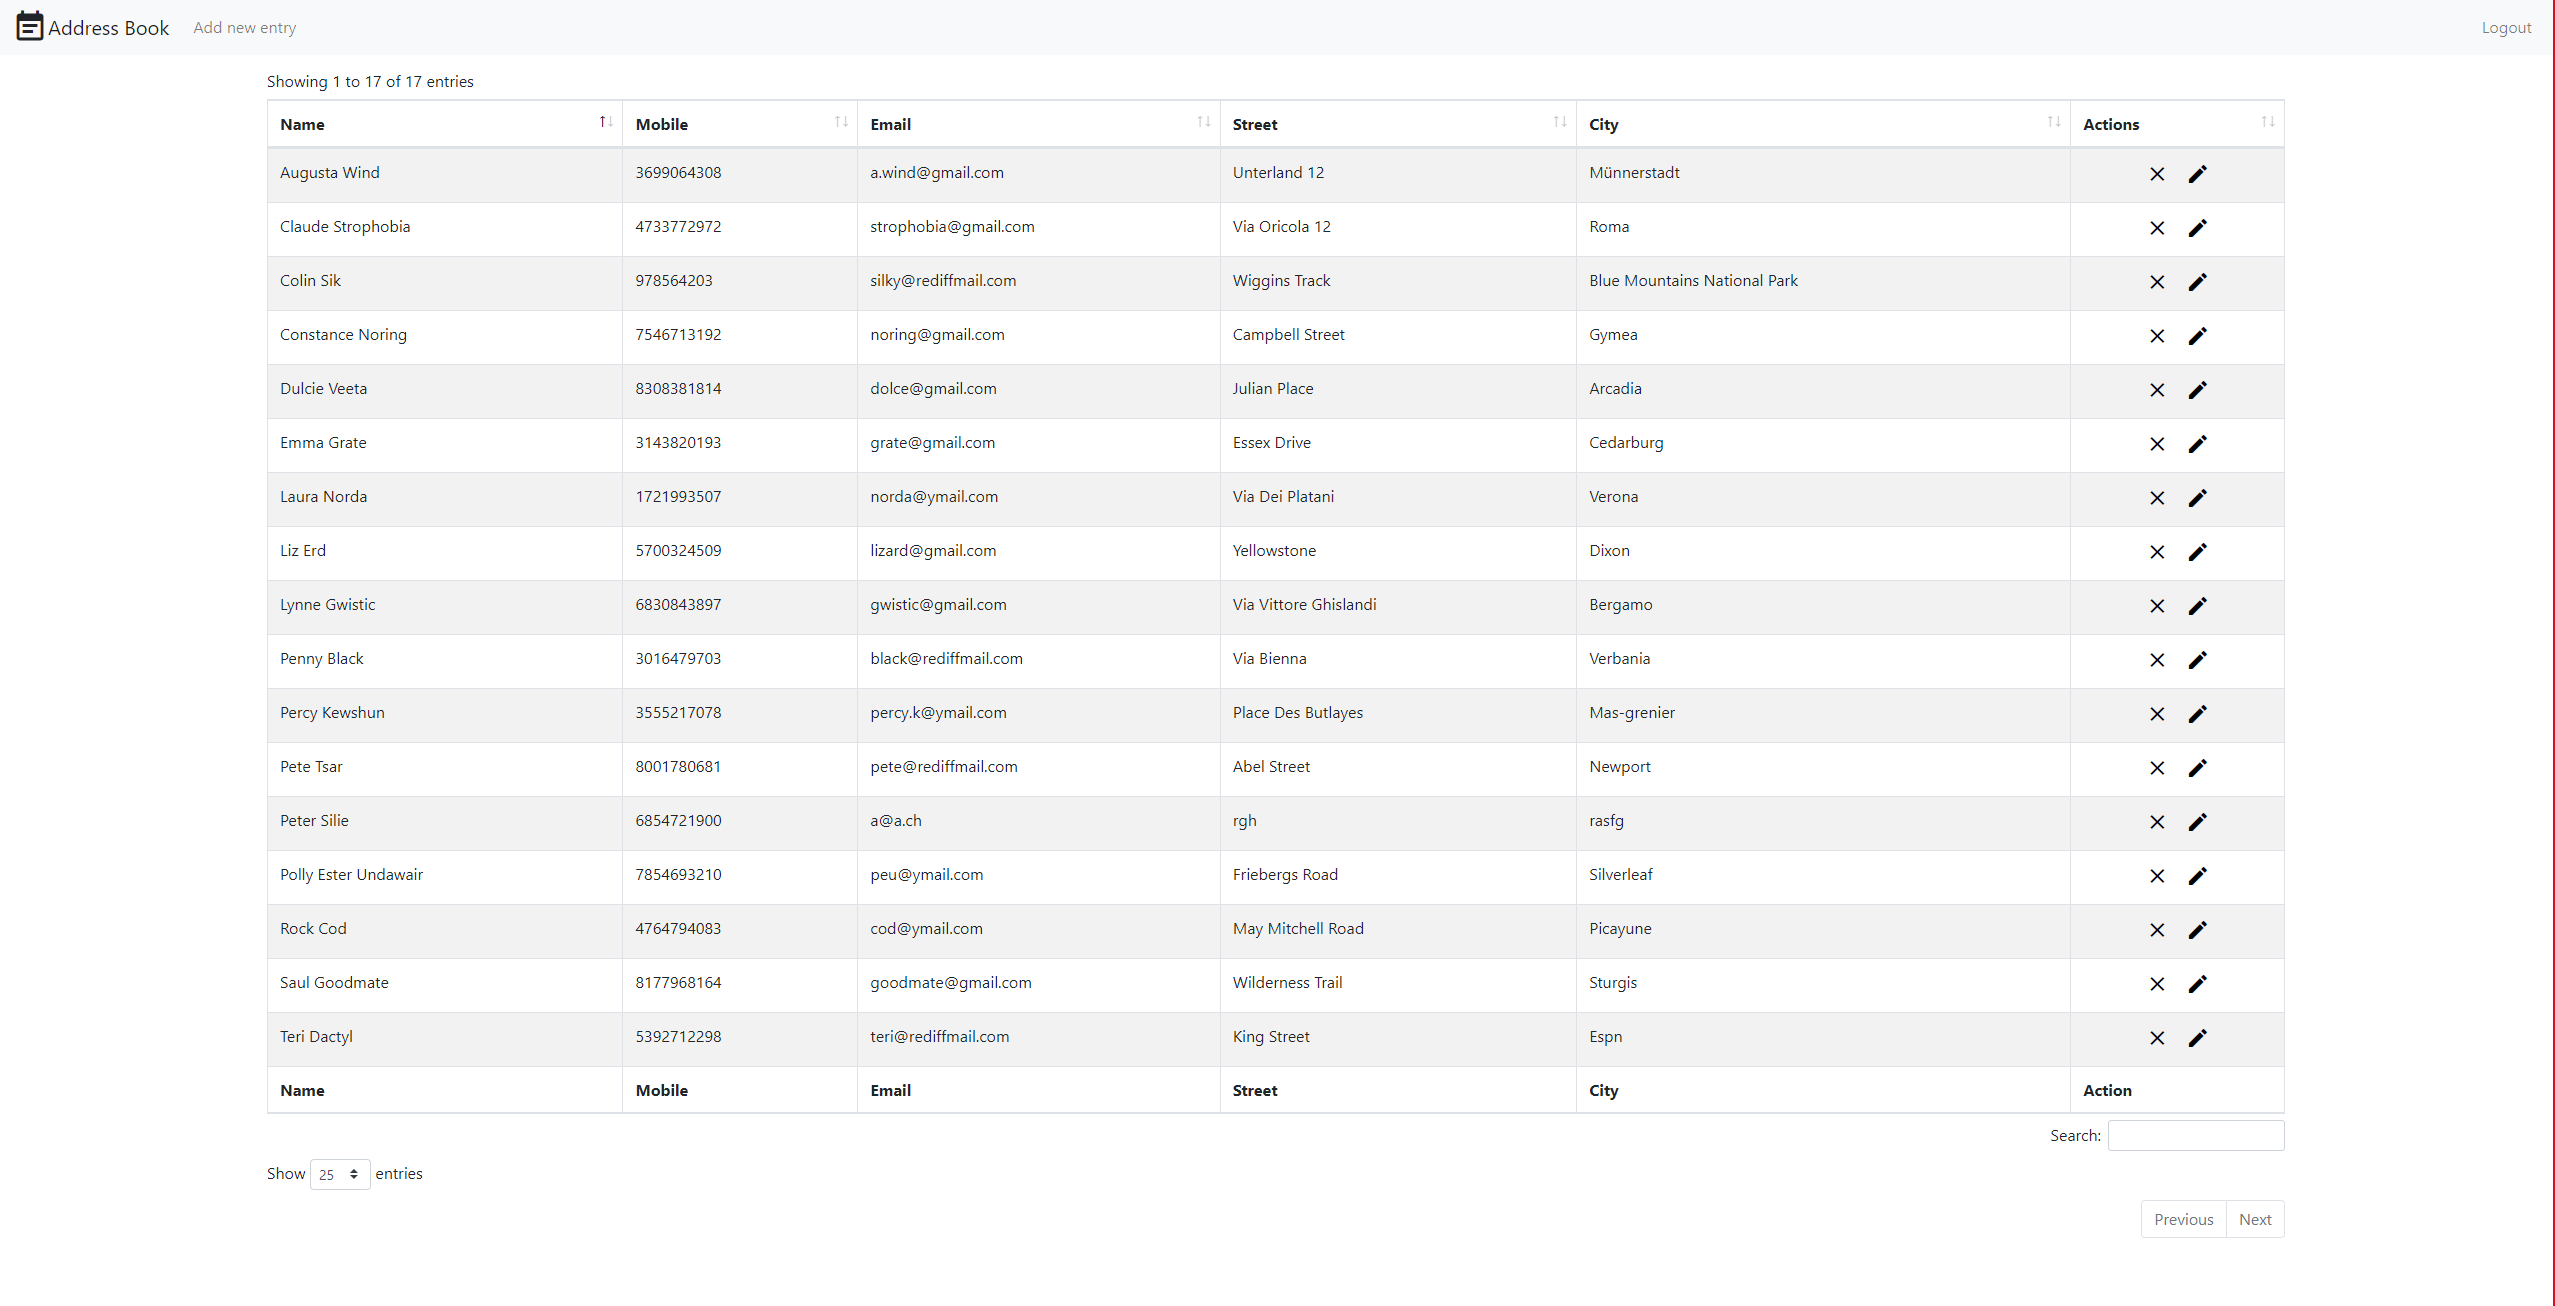 Address Book Add new entry Logout
Showing 1 to 17 of 17 entries
Name Mobile Email Street City Actions
Augusta Wind 3699064308 a.wind@gmail.com Unterland 12 Münnerstadt
Claude Strophobia 4733772972 strophobia@gmail.com Via Oricola 12 Roma
Colin Sik 978564203 silky@rediffmail.com Wiggins Track Blue Mountains National Park
Constance Noring 7546713192 noring@gmail.com Campbell Street Gymea
Dulcie Veeta 8308381814 dolce@gmail.com Julian Place Arcadia
Emma Grate 3143820193 grate@gmail.com Essex Drive Cedarburg
Laura Norda 1721993507 norda@ymail.com Via Dei Platani Verona
Liz Erd 5700324509 lizard@gmail.com Yellowstone Dixon
Lynne Gwistic 6830843897 gwistic@gmail.com Via Vittore Ghislandi Bergamo
Penny Black 3016479703 black@rediffmail.com Via Bienna Verbania
Percy Kewshun 3555217078 percy.k@ymail.com Place Des Butlayes Mas-grenier
Pete Tsar 8001780681 pete@rediffmail.com Abel Street Newport
Peter Silie 6854721900 a@a.ch rgh rasfg
Polly Ester Undawair 7854693210 peu@ymail.com Friebergs Road Silverleaf
Rock Cod 4764794083 cod@ymail.com May Mitchell Road Picayune
Saul Goodmate 8177968164 goodmate@gmail.com Wilderness Trail Sturgis
Teri Dactyl 5392712298 teri@rediffmail.com King Street Espn
Name Mobile Email Street City Action
Search:
Show 25 entries
Previous Next